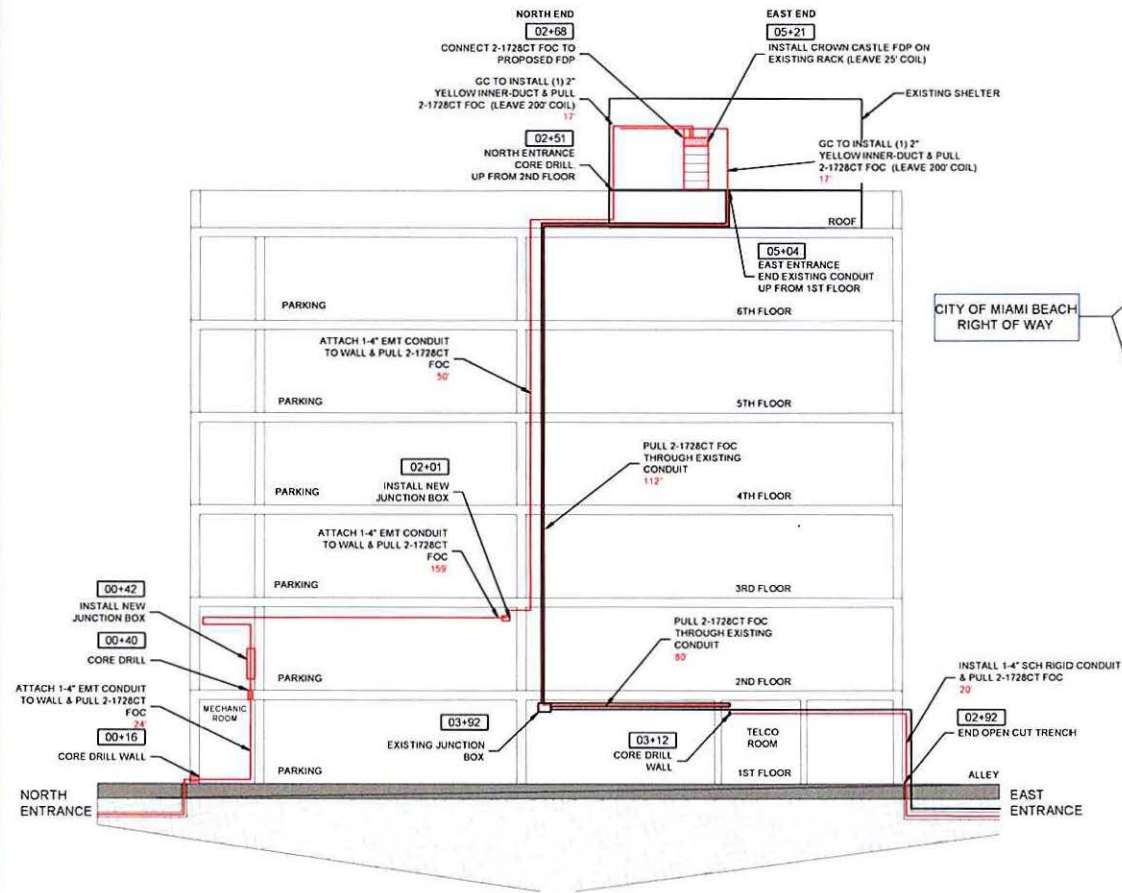 NORTH END
02+68
CONNECT 2-1728CT FOC TO
PROPOSED FDP
EAST END
05+21
INSTALL CROWN CASTLE FDP ON
EXISTING RACK (LEAVE 25' COIL)
GC TO INSTALL (1) 2"
YELLOW INNER-DUCT & PULL
2-1728CT FOC (LEAVE 200' COIL)
17'
EXISTING SHELTER
02+51
NORTH ENTRANCE
CORE DRILL
UP FROM 2ND FLOOR
GC TO INSTALL (1) 2"
YELLOW INNER-DUCT & PULL
2-1728CT FOC (LEAVE 200' COIL)
17'
ROOF
05+04
EAST ENTRANCE
END EXISTING CONDUIT
UP FROM 1ST FLOOR
PARKING
6TH FLOOR
CITY OF MIAMI BEACH
RIGHT OF WAY
ATTACH 1-4" EMT CONDUIT
TO WALL & PULL 2-1728CT
FOC
50'
PARKING
5TH FLOOR
PULL 2-1728CT FOC
THROUGH EXISTING
CONDUIT
112'
02+01
INSTALL NEW
JUNCTION BOX
PARKING
4TH FLOOR
ATTACH 1-4" EMT CONDUIT
TO WALL & PULL 2-1728CT
FOC
159'
PARKING
3RD FLOOR
00+42
INSTALL NEW
JUNCTION BOX
00+40
CORE DRILL
PULL 2-1728CT FOC
THROUGH EXISTING
CONDUIT
80'
PARKING
2ND FLOOR
INSTALL 1-4" SCH RIGID CONDUIT
& PULL 2-1728CT FOC
20'
ATTACH 1-4" EMT CONDUIT
TO WALL & PULL 2-1728CT
FOC
24'
MECHANIC
ROOM
00+16
CORE DRILL WALL
03+92
EXISTING JUNCTION
BOX
03+12
CORE DRILL
WALL
TELCO
ROOM
02+92
END OPEN CUT TRENCH
PARKING
1ST FLOOR
ALLEY
NORTH
ENTRANCE
EAST
ENTRANCE